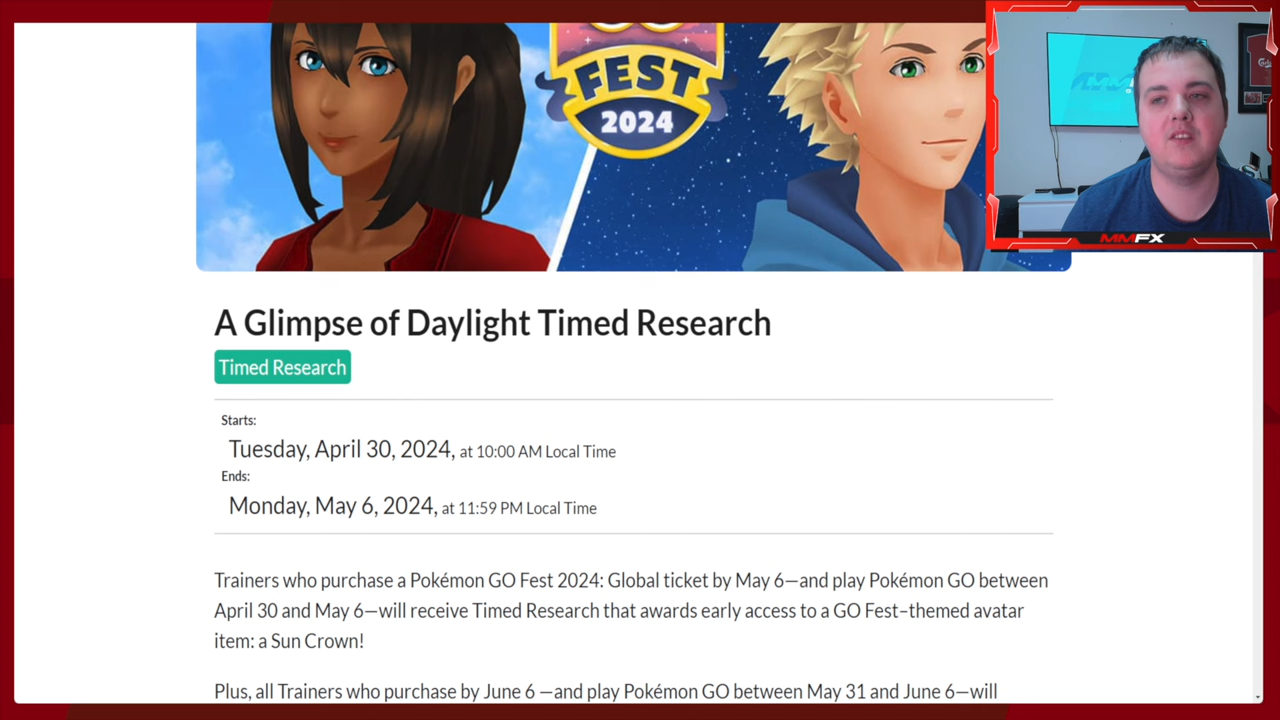 FEST
2024
MMFX
A Glimpse of Daylight Timed Research
Timed Research
Starts:
Tuesday, April 30, 2024, at 10:00 AM Local Time
Ends:
Monday, May 6, 2024, at 11:59 PM Local Time
Trainers who purchase a Pokémon GO Fest 2024: Global ticket by May 6—and play Pokémon GO between
April 30 and May 6—will receive Timed Research that awards early access to a GO Fest–themed avatar
item: a Sun Crown!
Plus, all Trainers who purchase by June 6 —and play Pokémon GO between May 31 and June 6—will